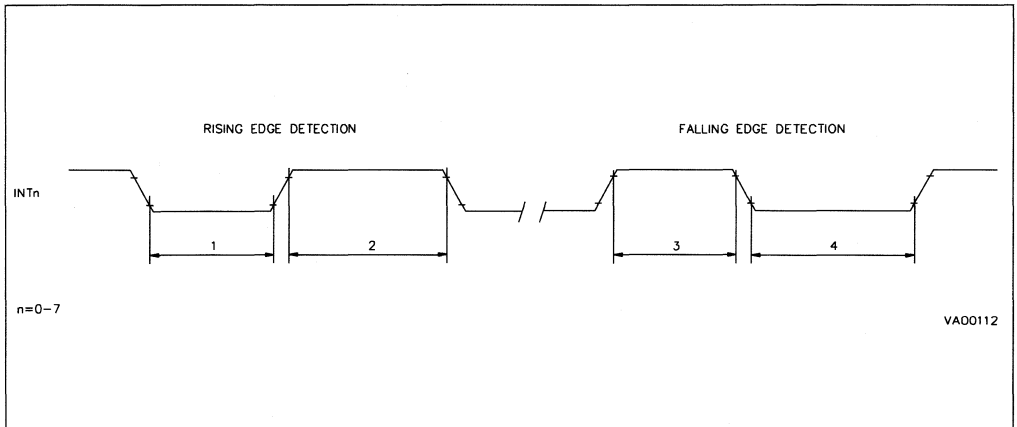 RISING EDGE DETECTION
FALLING EDGE DETECTION
INTn
1
2
3
4
n=0-7
VA00112